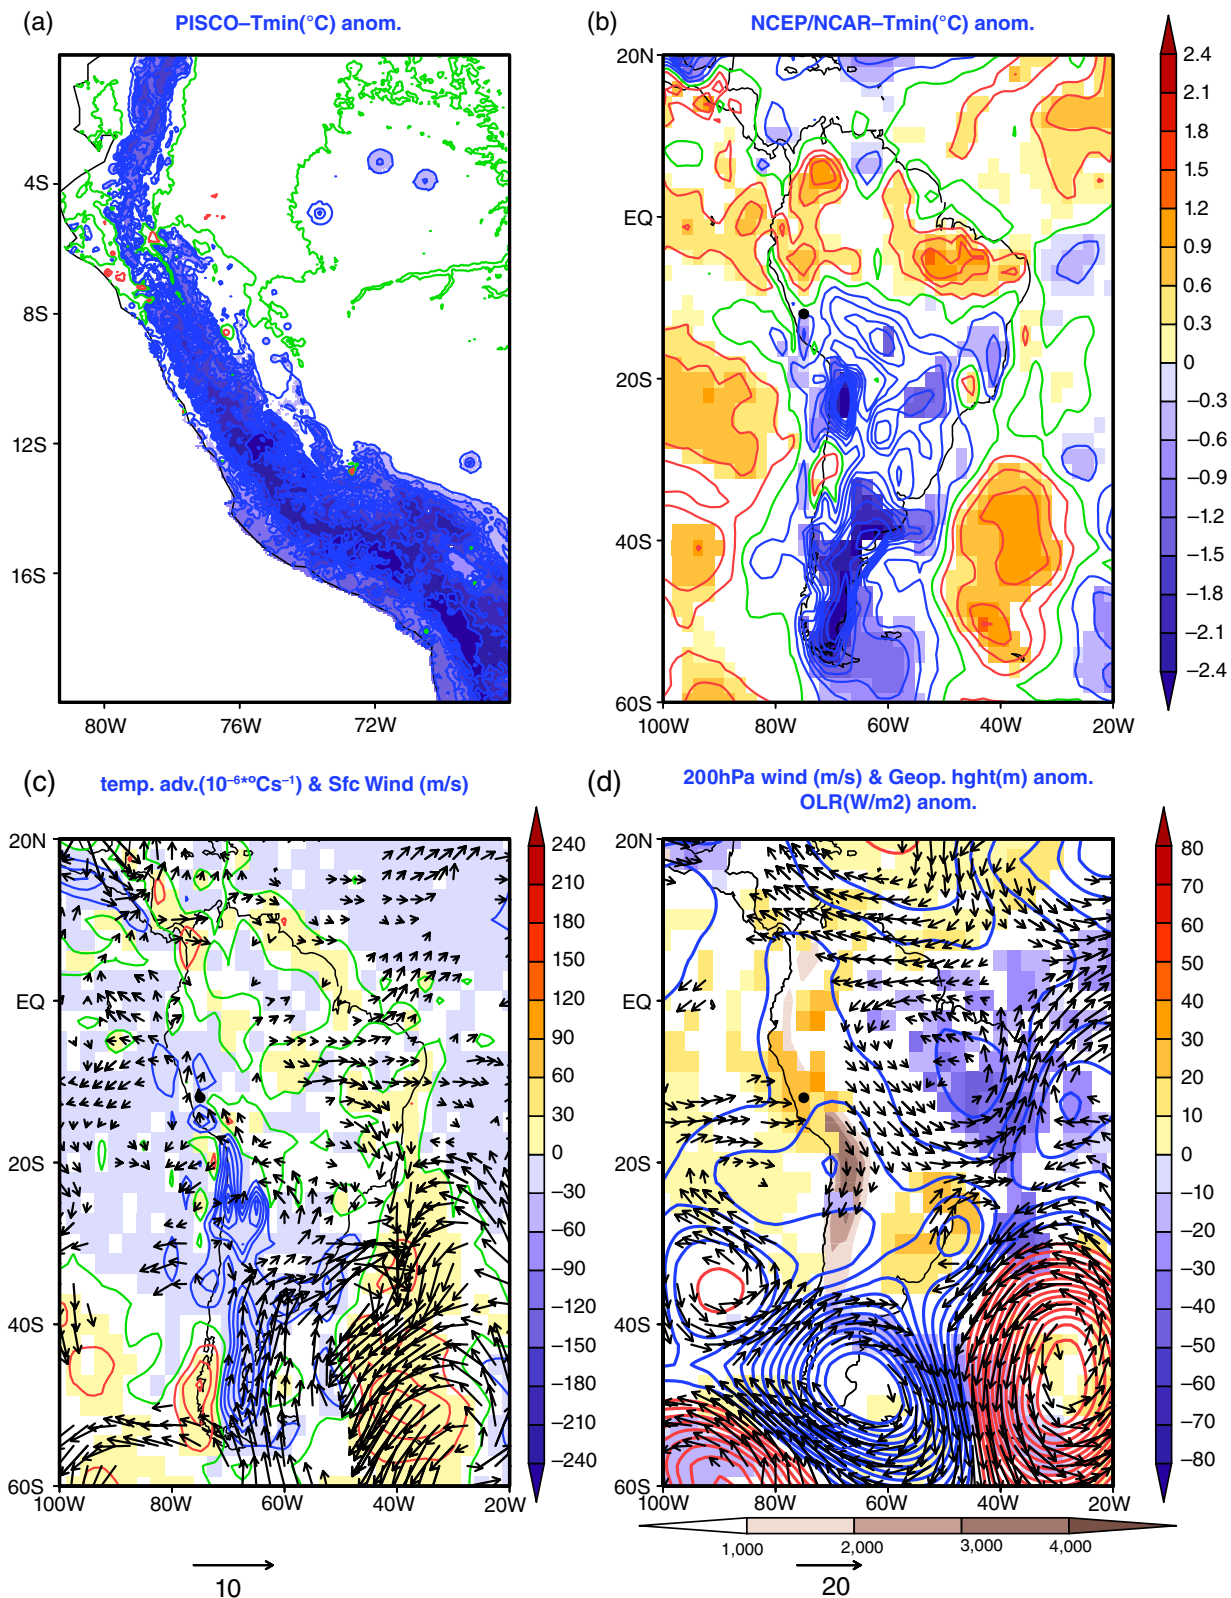 (a) PISCO–Tmin(°C) anom.
4S
8S
12S
16S
80W 76W 72W
(b) NCEP/NCAR–Tmin(°C) anom.
20N
EQ
20S
40S
60S
100W 80W 60W 40W 20W
2.4
2.1
1.8
1.5
1.2
0.9
0.6
0.3
0
−0.3
−0.6
−0.9
−1.2
−1.5
−1.8
−2.1
−2.4
(c) temp. adv.(10⁻⁶*°Cs⁻¹) & Sfc Wind (m/s)
20N
EQ
20S
40S
60S
100W 80W 60W 40W 20W
240
210
180
150
120
90
60
30
0
−30
−60
−90
−120
−150
−180
−210
−240
10
(d) 200hPa wind (m/s) & Geop. hght(m) anom.
OLR(W/m2) anom.
20N
EQ
20S
40S
60S
100W 80W 60W 40W 20W
80
70
60
50
40
30
20
10
0
−10
−20
−30
−40
−50
−60
−70
−80
1,000 2,000 3,000 4,000
20